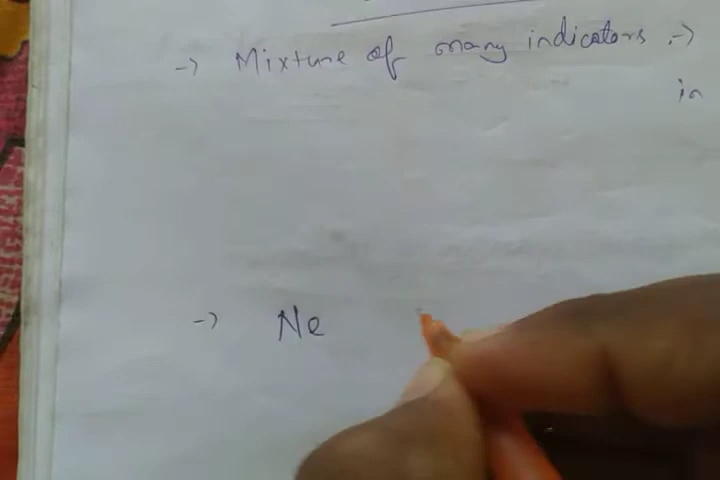 -> Mixture of many indicators . ->
in
-> Ne